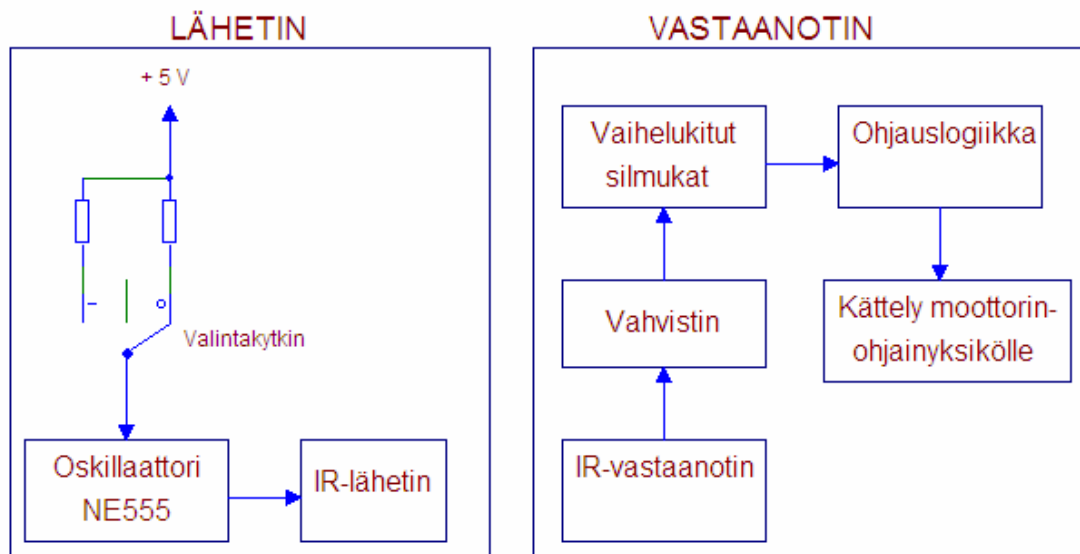 LÄHETIN
+ 5 V
Valintakytkin
Oskillaattori
NE555
IR-lähetin
VASTAANOTIN
Vaihelukitut
silmukat
Ohjauslogiikka
Vahvistin
Kättely moottorin-
ohjainyksikölle
IR-vastaanotin